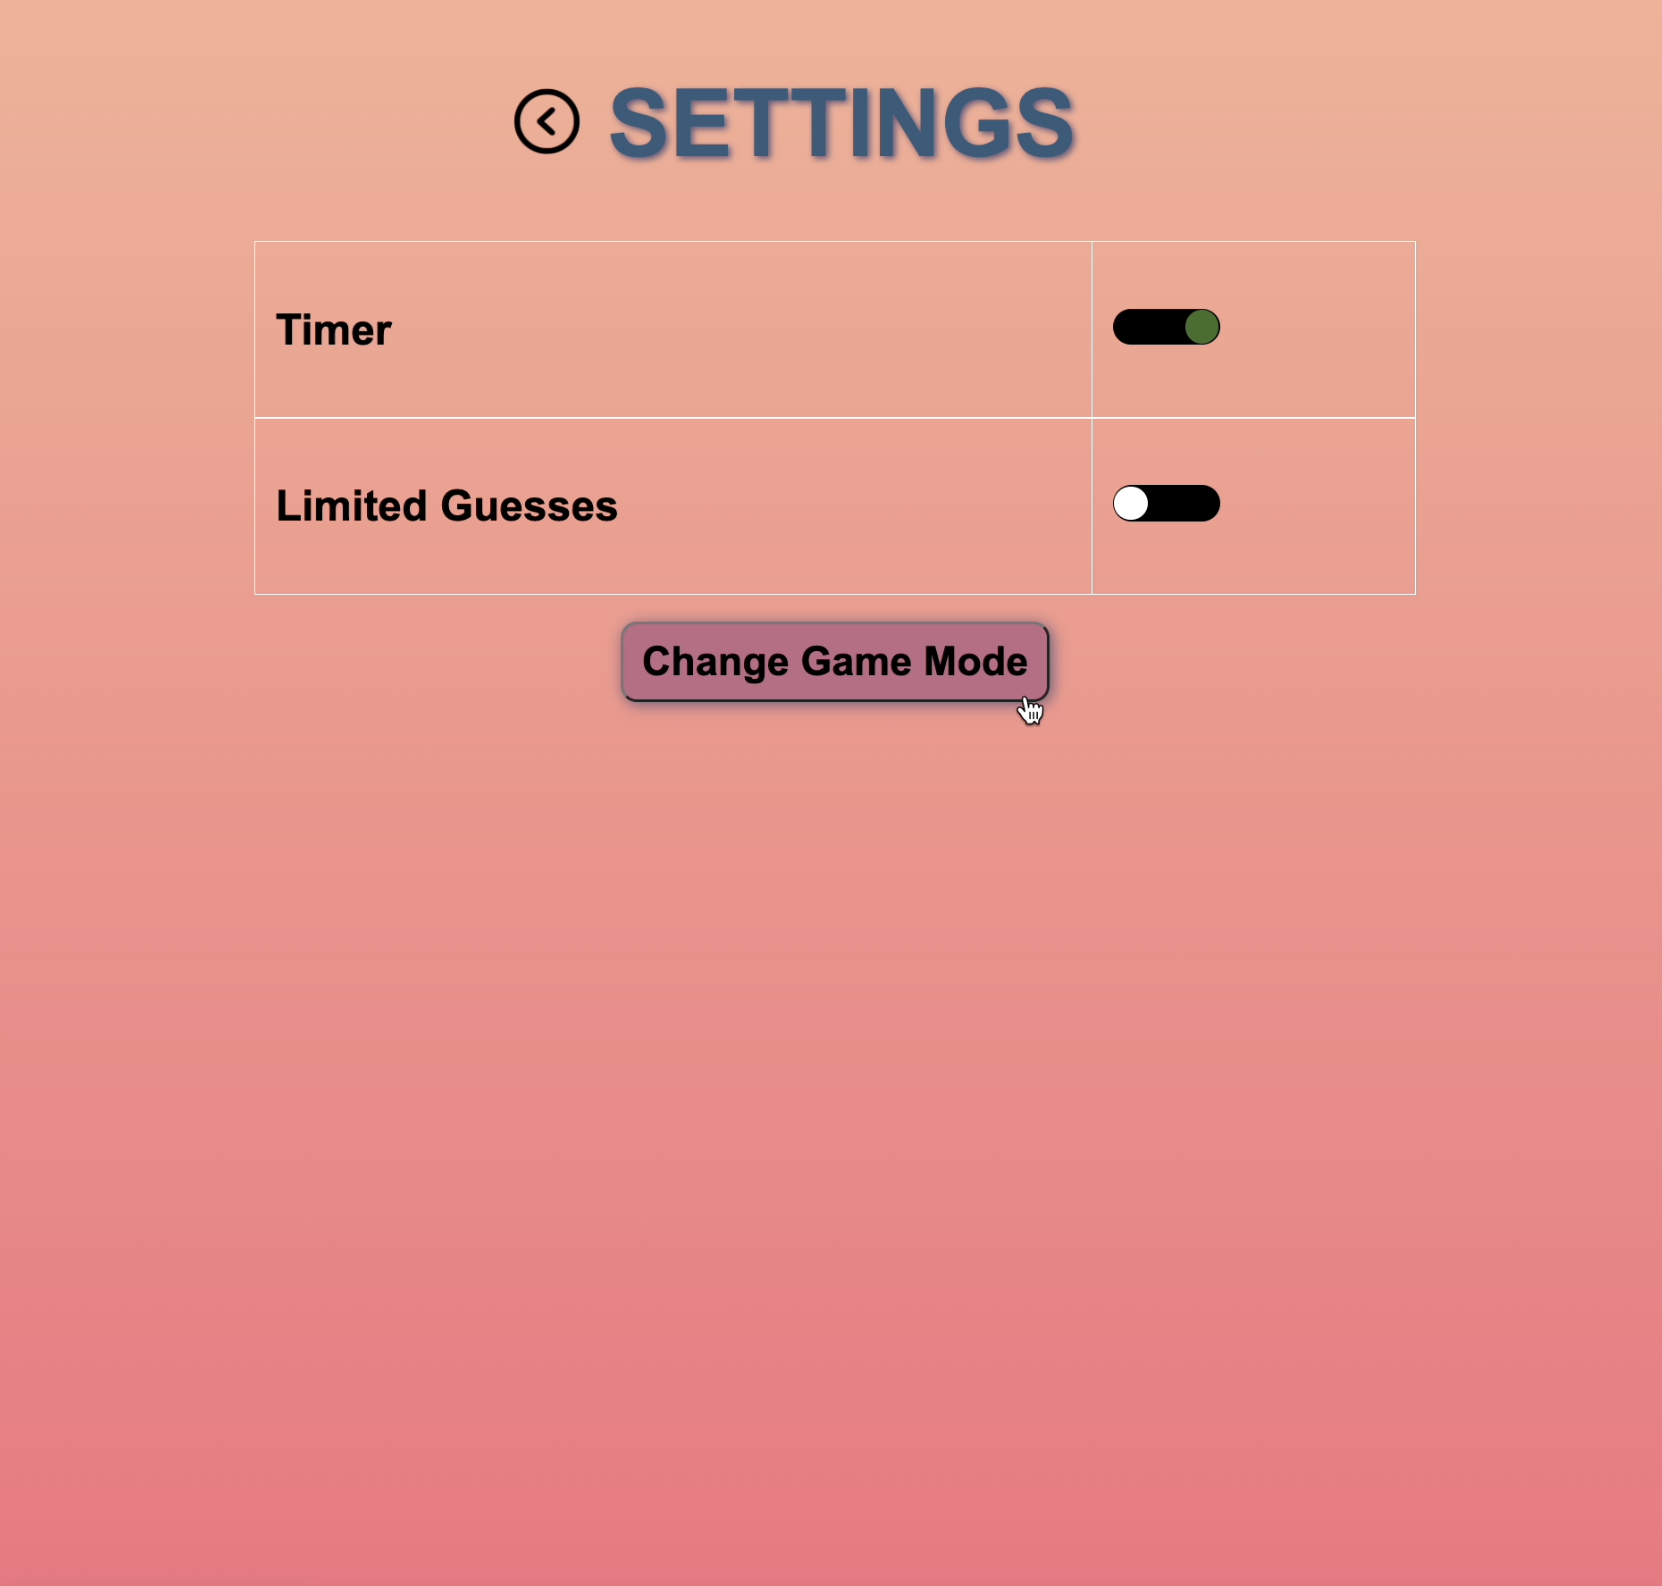 SETTINGS
Timer
Limited Guesses
Change Game Mode